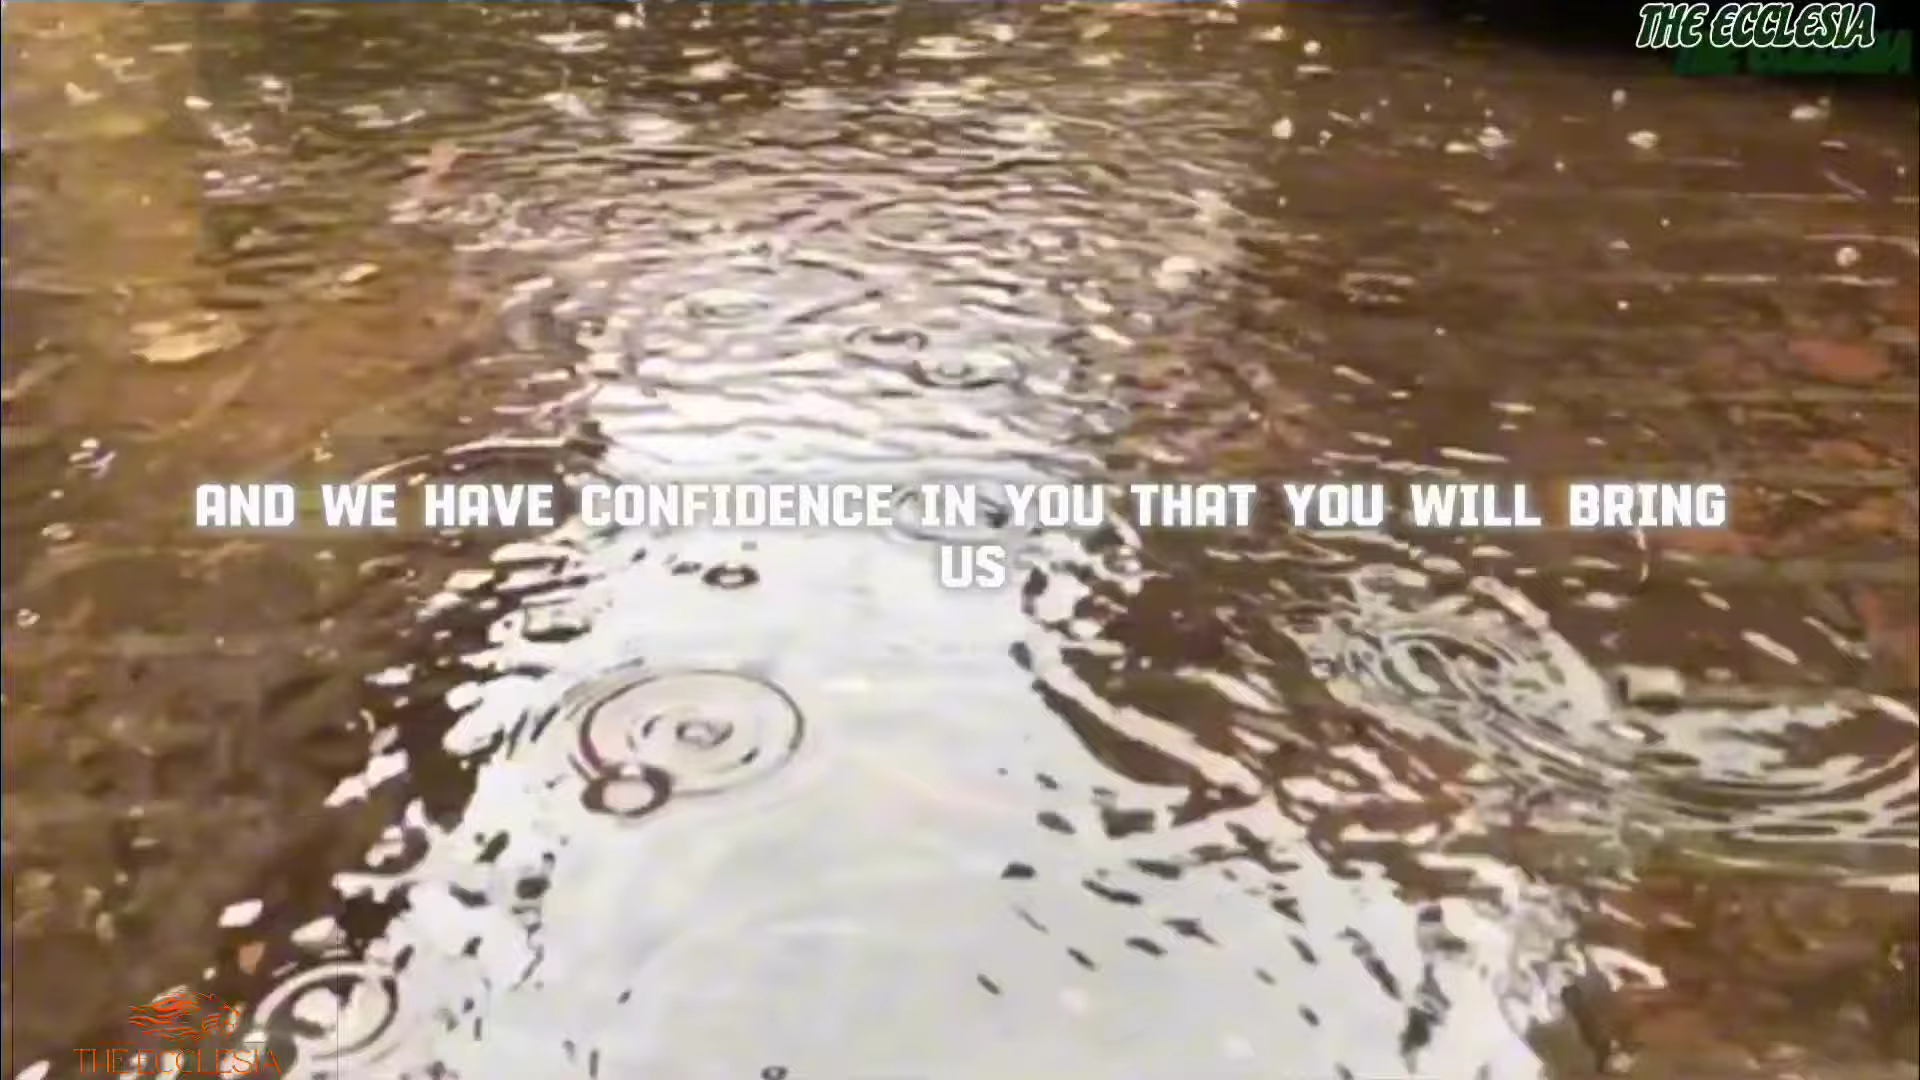 THE ECCLESIA
AND WE HAVE CONFIDENCE IN YOU THAT YOU WILL BRING
US
THE ECCLESIA